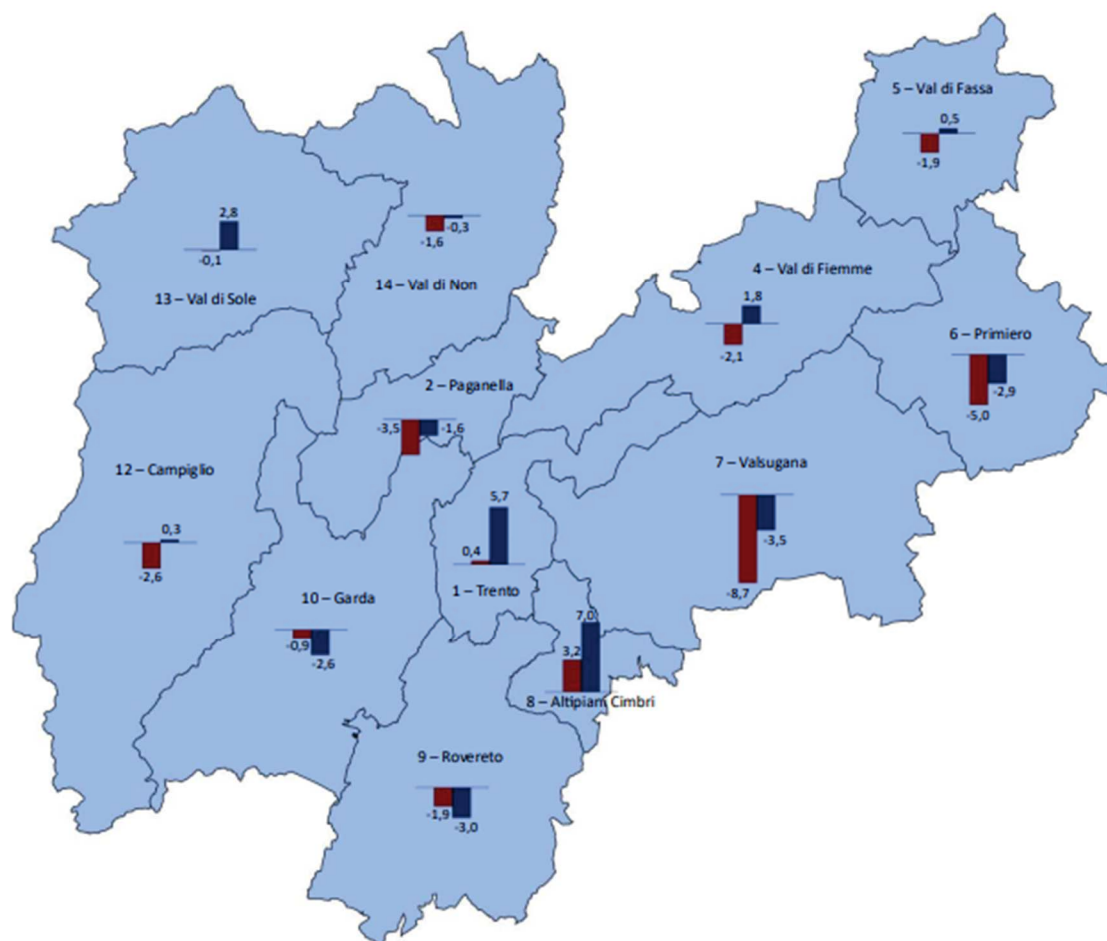 5 – Val di Fassa
0,5
-1,9
2,8
-0,1
13 – Val di Sole
-0,3
-1,6
14 – Val di Non
4 – Val di Fiemme
1,8
-2,1
6 – Primiero
-2,9
-5,0
2 – Paganella
-3,5
-1,6
12 – Campiglio
0,3
-2,6
7 – Valsugana
-3,5
-8,7
5,7
0,4
1 – Trento
10 – Garda
-0,9
-2,6
7,0
3,2
8 – Altipiam Cimbri
9 – Rovereto
-1,9
-3,0